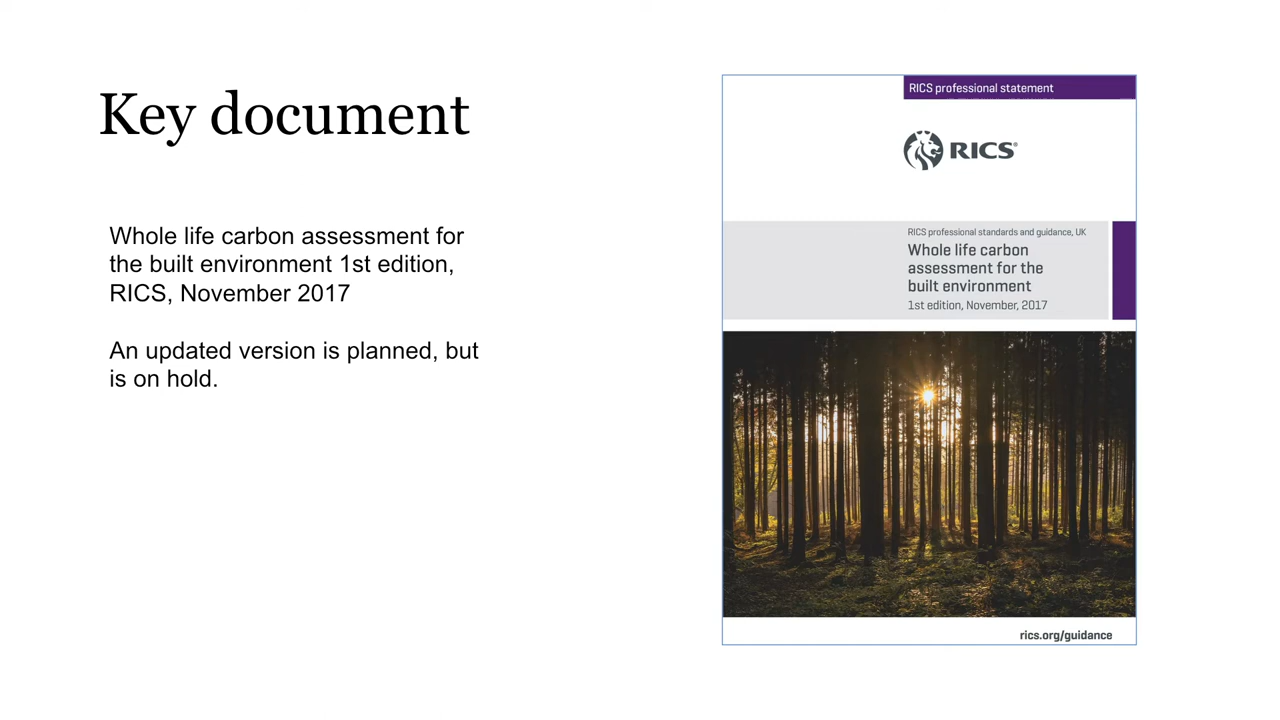 Key document
Whole life carbon assessment for
the built environment 1st edition,
RICS, November 2017
An updated version is planned, but
is on hold.
RICS professional statement
RICS®
RICS professional standards and guidance, UK
Whole life carbon
assessment for the
built environment
1st edition, November, 2017
rics.org/guidance